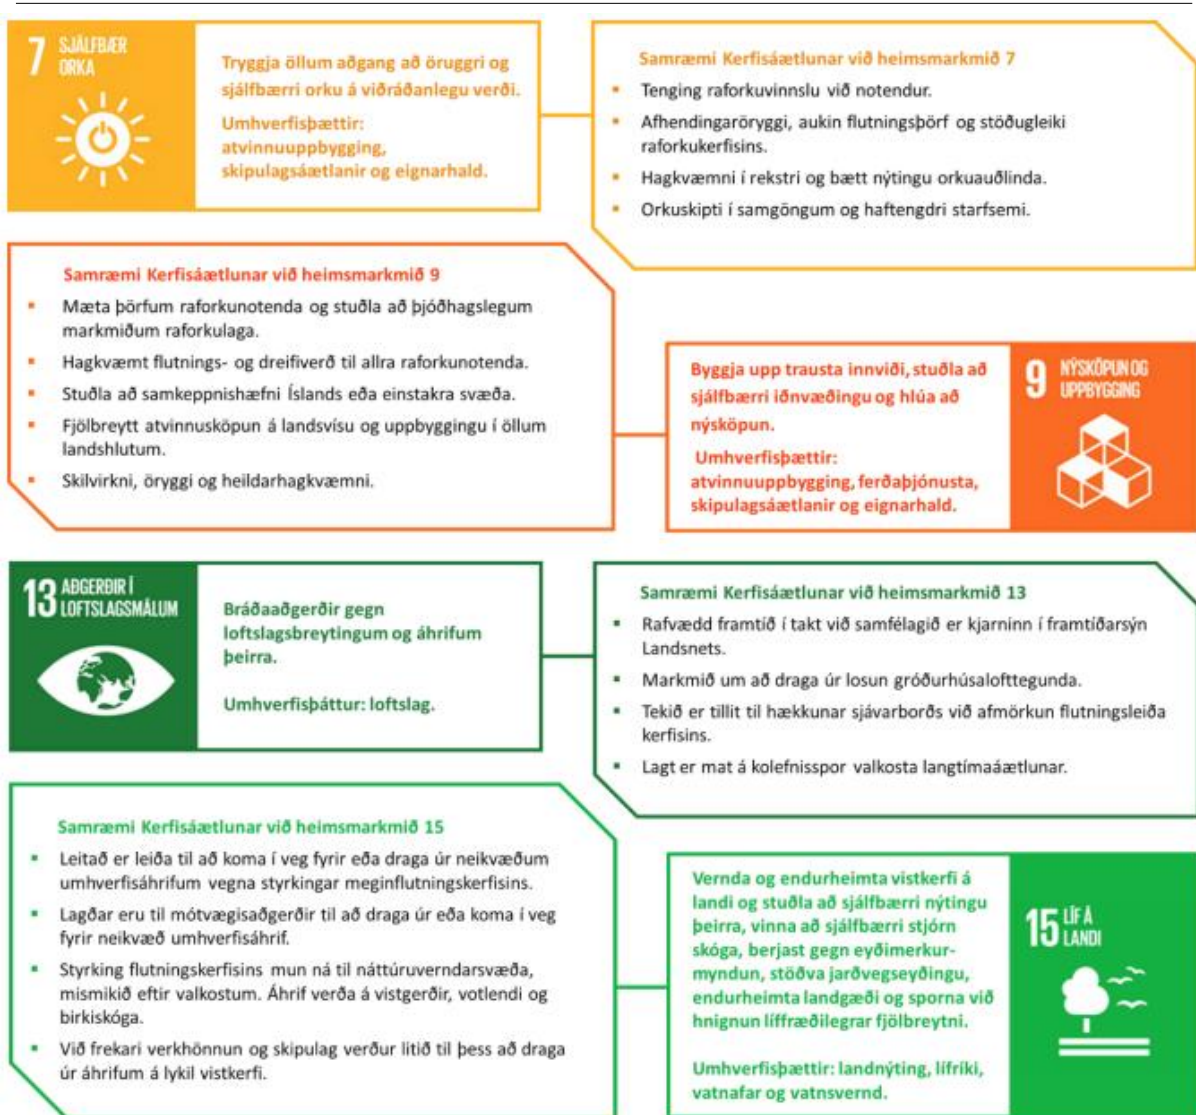 7 SJÁLFBÆR
ORKA
Tryggja öllum aðgang að öruggri og
sjálfbærri orku á viðráðanlegu verði.
Umhverfisþættir:
atvinnuuppbygging,
skipulagsáætlanir og eignarhald.
Samræmi Kerfisáætlunar við heimsmarkmið 7
▪ Tenging raforkuvinnslu við notendur.
▪ Afhendingaröryggi, aukin flutningsþörf og stöðugleiki
raforkukerfisins.
▪ Hagkvæmni í rekstri og bætt nýtingu orkuauðlinda.
▪ Orkuskipti í samgöngum og haftengdri starfsemi.
Samræmi Kerfisáætlunar við heimsmarkmið 9
▪ Mæta þörfum raforkunotenda og stuðla að þjóðhagslegum
markmiðum raforkulaga.
▪ Hagkvæmt flutnings- og dreifiverð til allra raforkunotenda.
▪ Stuðla að samkeppnishæfni Íslands eða einstakra svæða.
▪ Fjölbreytt atvinnusköpun á landsvísu og uppbyggingu í öllum
landshlutum.
▪ Skilvirkni, öryggi og heildarhagkvæmni.
Byggja upp trausta innviði, stuðla að
sjálfbærri iðnvæðingu og hlúa að
nýsköpun.
Umhverfisþættir:
atvinnuuppbygging, ferðaþjónusta,
skipulagsáætlanir og eignarhald.
9 NÝSKÖPUN OG
UPPBYGGING
13 AÐGERÐIR Í
LOFTSLAGSMÁLUM
Bráðaaðgerðir gegn
loftslagsbreytingum og áhrifum
þeirra.
Umhverfisþáttur: loftslag.
Samræmi Kerfisáætlunar við heimsmarkmið 13
▪ Rafvædd framtíð í takt við samfélagið er kjarninn í framtíðarsýn
Landsnets.
▪ Markmið um að draga úr losun gróðurhúsalofttegunda.
▪ Tekið er tillit til hækkunar sjávarborðs við afmörkun flutningsleiða
kerfisins.
▪ Lagt er mat á kolefnisspor valkosta langtímaáætlunar.
Samræmi Kerfisáætlunar við heimsmarkmið 15
▪ Leitað er leiða til að koma í veg fyrir eða draga úr neikvæðum
umhverfisáhrifum vegna styrkingar meginflutningskerfisins.
▪ Lagðar eru til mótvægisaðgerðir til að draga úr eða koma í veg
fyrir neikvæð umhverfisáhrif.
▪ Styrking flutningskerfisins mun ná til náttúruverndarsvæða,
mismikið eftir valkostum. Áhrif verða á vistgerðir, votlendi og
birkiskóga.
▪ Við frekari verkhönnun og skipulag verður litið til þess að draga
úr áhrifum á lykil vistkerfi.
Vernda og endurheimta vistkerfi á
landi og stuðla að sjálfbærri nýtingu
þeirra, vinna að sjálfbærri stjórn
skóga, berjast gegn eyðimerkur-
myndun, stöðva jarðvegseyðingu,
endurheimta landgæði og sporna við
hnignun líffræðilegrar fjölbreytni.
Umhverfisþættir: landnýting, lífríki,
vatnafar og vatnsvernd.
15 LÍF Á
LANDI